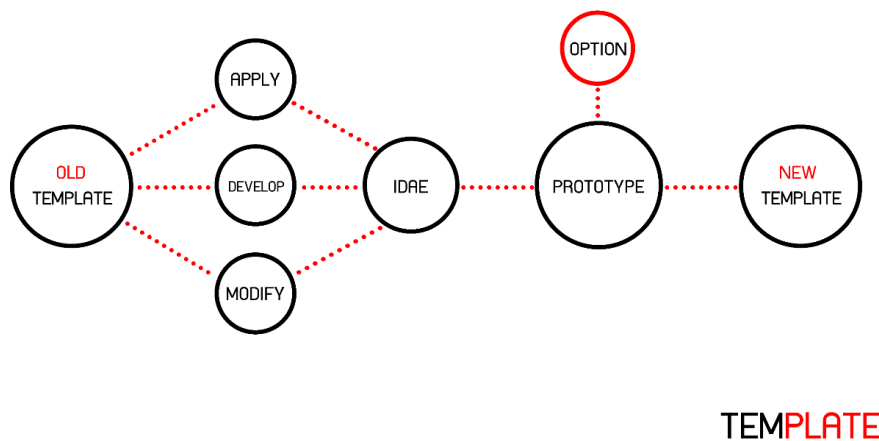 OPTION
APPLY
OLD
TEMPLATE
DEVELOP
IDAE
PROTOTYPE
NEW
TEMPLATE
MODIFY
TEMPLATE